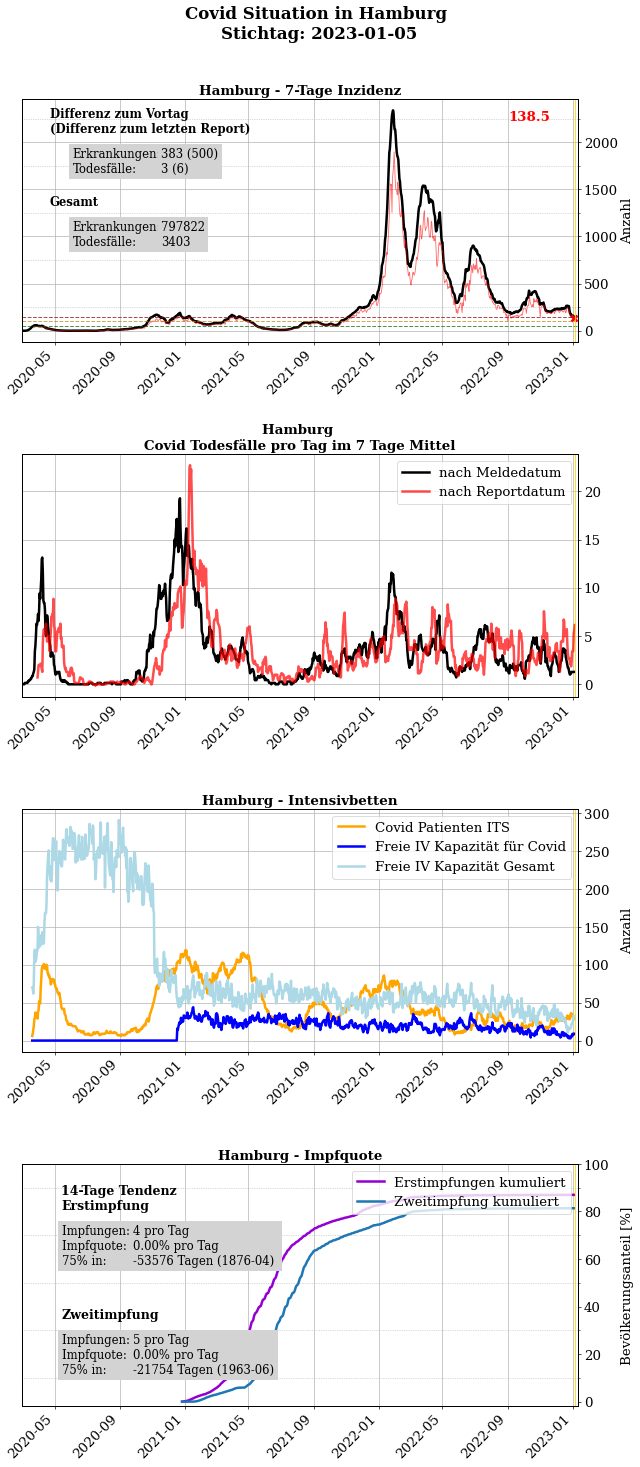 Covid Situation in Hamburg
Stichtag: 2023-01-05
Hamburg - 7-Tage Inzidenz
Differenz zum Vortag
(Differenz zum letzten Report)
Erkrankungen 383 (500)
Todesfälle: 3 (6)
Gesamt
Erkrankungen 797822
Todesfälle: 3403
138.5
2000
1500
1000
500
0
Anzahl
2020-05
2020-09
2021-01
2021-05
2021-09
2022-01
2022-05
2022-09
2023-01
Hamburg
Covid Todesfälle pro Tag im 7 Tage Mittel
nach Meldedatum
nach Reportdatum
20
15
10
5
0
2020-05
2020-09
2021-01
2021-05
2021-09
2022-01
2022-05
2022-09
2023-01
Hamburg - Intensivbetten
Covid Patienten ITS
Freie IV Kapazität für Covid
Freie IV Kapazität Gesamt
300
250
200
150
100
50
0
Anzahl
2020-05
2020-09
2021-01
2021-05
2021-09
2022-01
2022-05
2022-09
2023-01
Hamburg - Impfquote
14-Tage Tendenz
Erstimpfung
Impfungen: 4 pro Tag
Impfquote: 0.00% pro Tag
75% in: -53576 Tagen (1876-04)
Zweitimpfung
Impfungen: 5 pro Tag
Impfquote: 0.00% pro Tag
75% in: -21754 Tagen (1963-06)
Erstimpfungen kumuliert
Zweitimpfung kumuliert
100
80
60
40
20
0
Bevölkerungsanteil [%]
2020-05
2020-09
2021-01
2021-05
2021-09
2022-01
2022-05
2022-09
2023-01